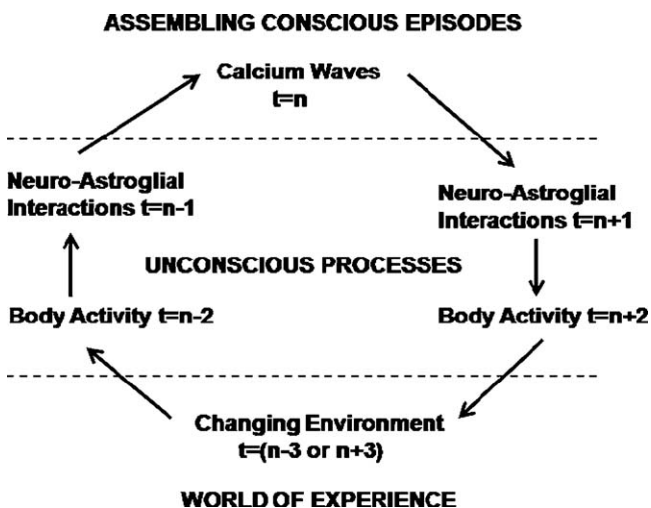 ASSEMBLING CONSCIOUS EPISODES
Calcium Waves
t=n
Neuro-Astroglial
Interactions t=n-1
Neuro-Astroglial
Interactions t=n+1
UNCONSCIOUS PROCESSES
Body Activity t=n-2
Body Activity t=n+2
Changing Environment
t=(n-3 or n+3)
WORLD OF EXPERIENCE